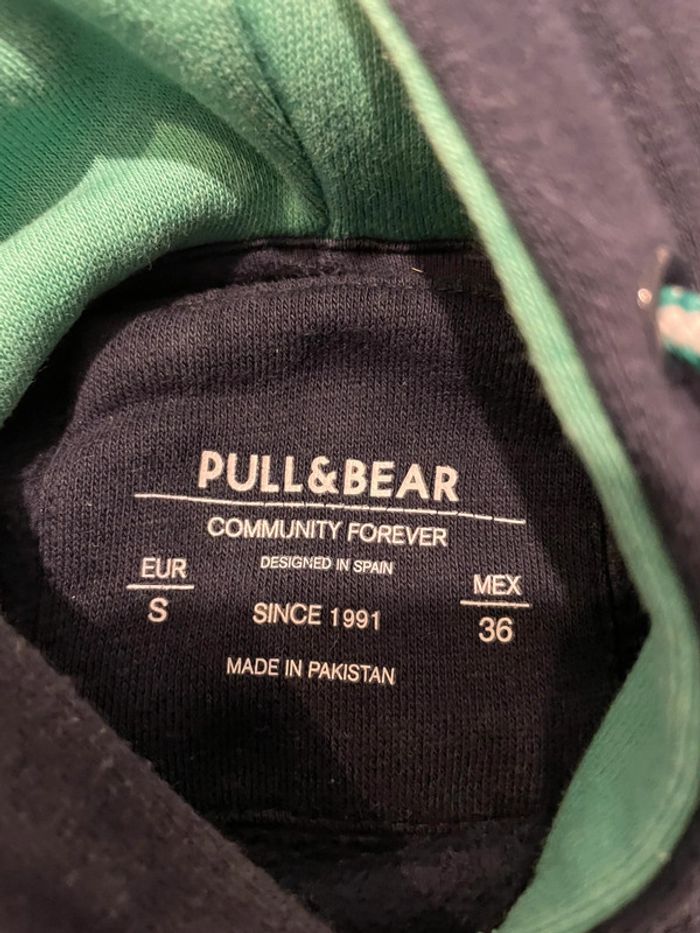 PULL&BEAR
COMMUNITY FOREVER
DESIGNED IN SPAIN
EUR
S
SINCE 1991
MEX
36
MADE IN PAKISTAN